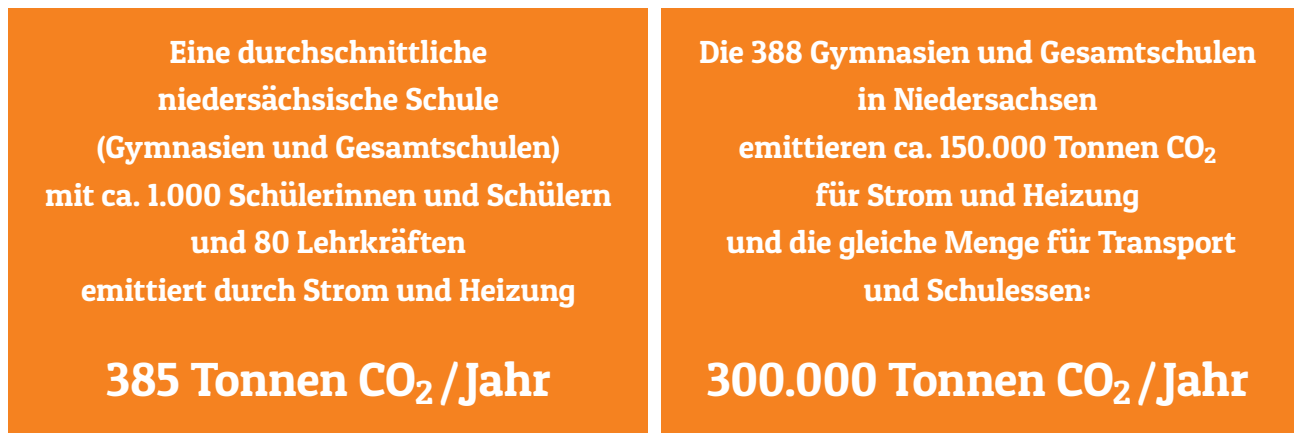 Eine durchschnittliche
niedersächsische Schule
(Gymnasien und Gesamtschulen)
mit ca. 1.000 Schülerinnen und Schülern
und 80 Lehrkräften
emittiert durch Strom und Heizung
385 Tonnen CO₂/Jahr
Die 388 Gymnasien und Gesamtschulen
in Niedersachsen
emittieren ca. 150.000 Tonnen CO₂
für Strom und Heizung
und die gleiche Menge für Transport
und Schulessen:
300.000 Tonnen CO₂/Jahr